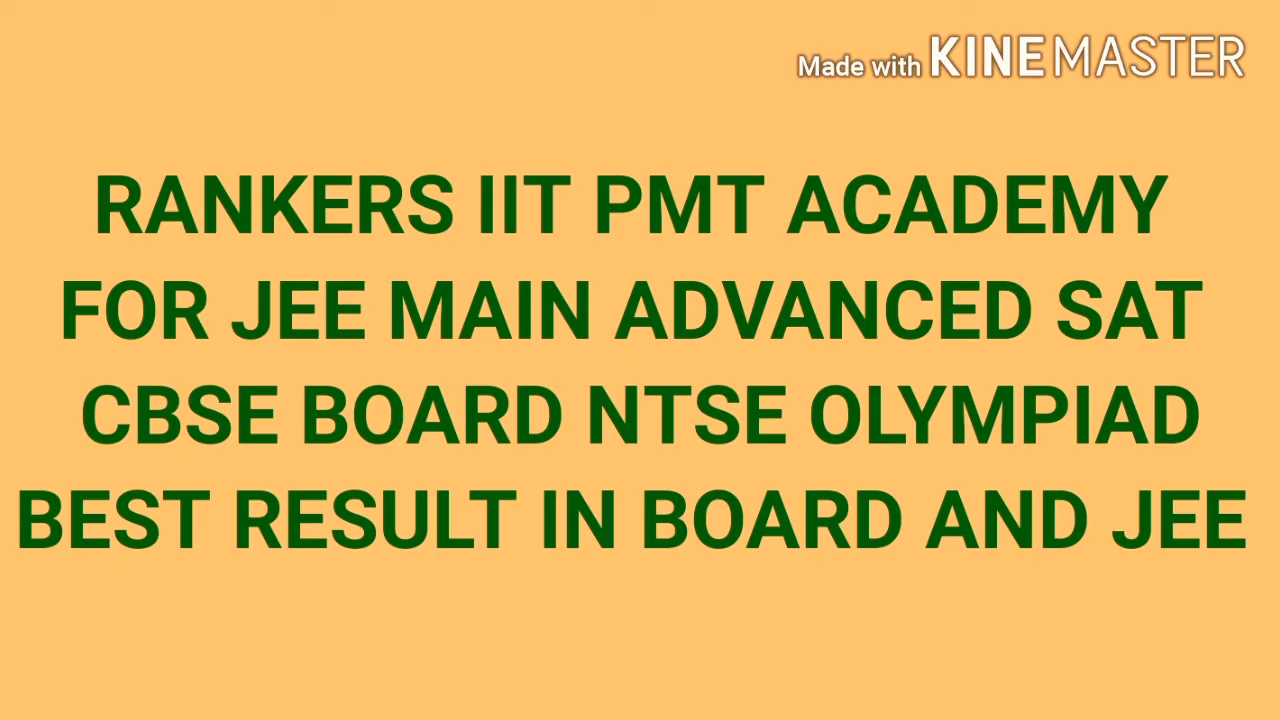 Made with KINEMASTER
RANKERS IIT PMT ACADEMY
FOR JEE MAIN ADVANCED SAT
CBSE BOARD NTSE OLYMPIAD
BEST RESULT IN BOARD AND JEE